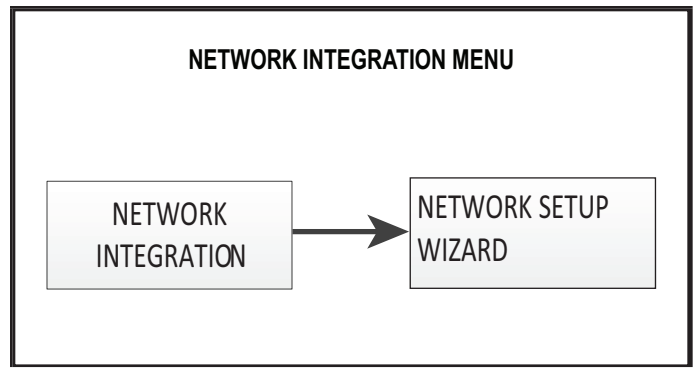 NETWORK INTEGRATION MENU
NETWORK
INTEGRATION
NETWORK SETUP
WIZARD